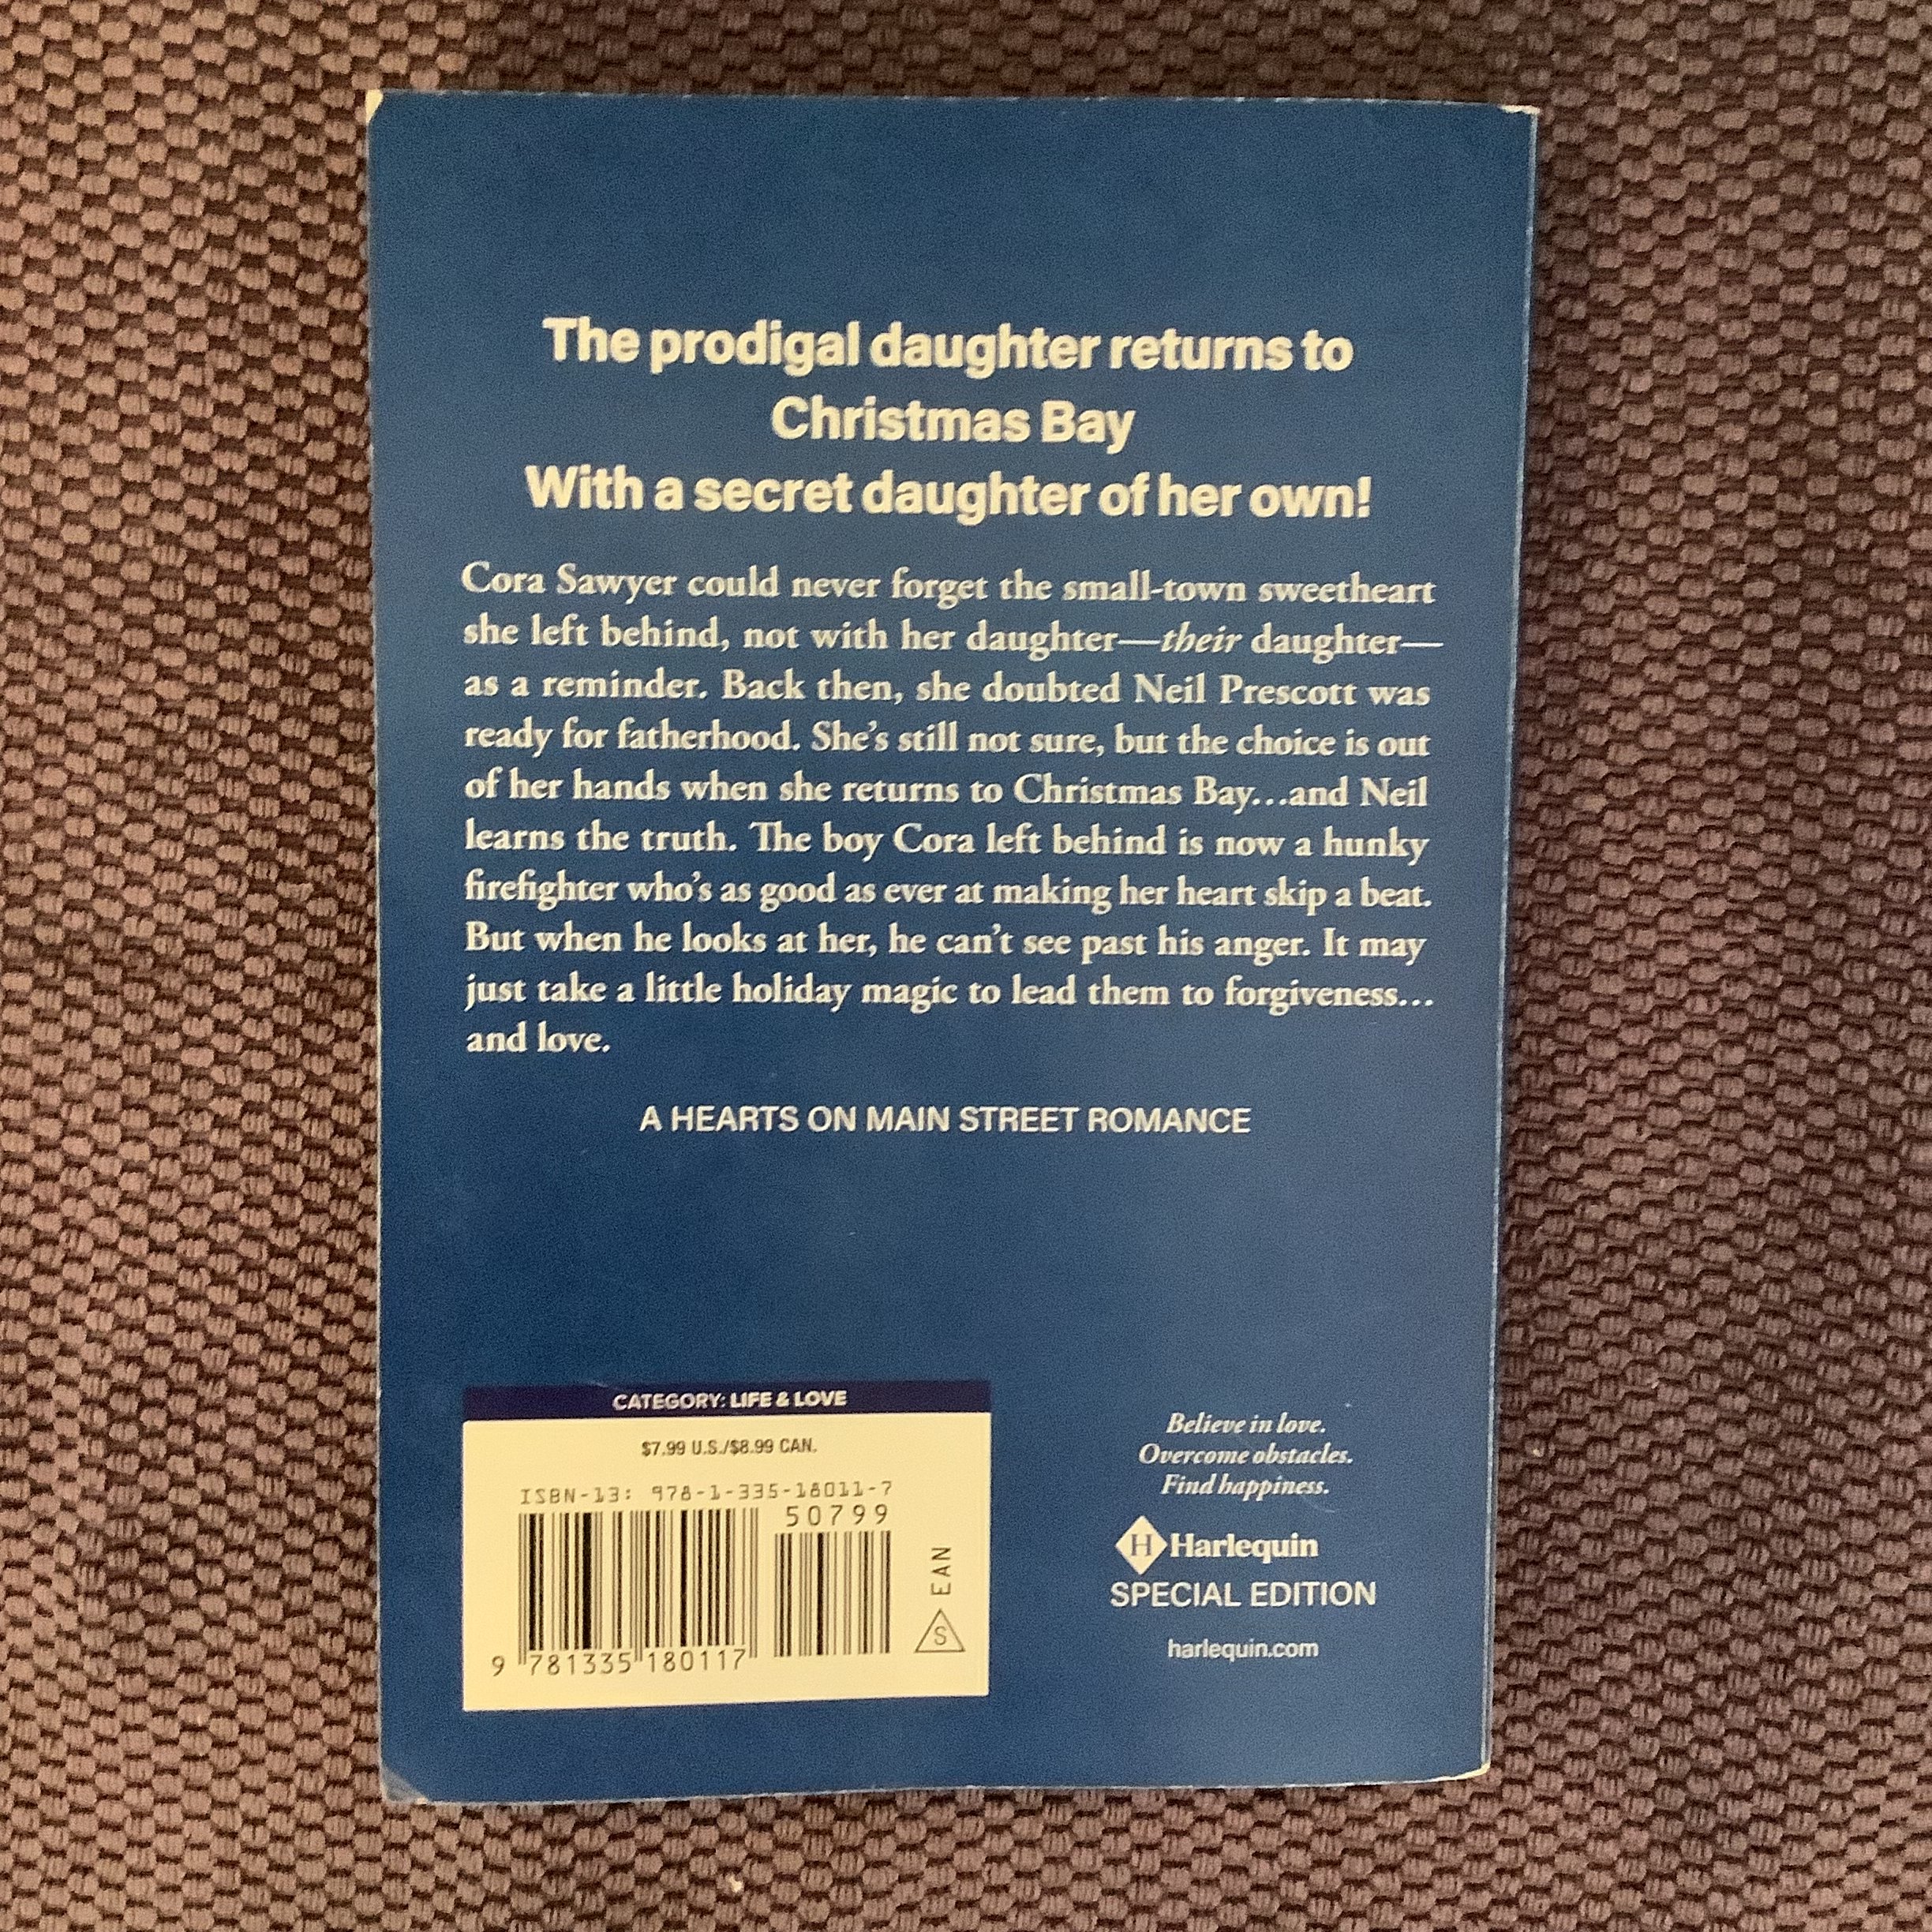 The prodigal daughter returns to
Christmas Bay
With a secret daughter of her own!
Cora Sawyer could never forget the small-town sweetheart
she left behind, not with her daughter—their daughter—
as a reminder. Back then, she doubted Neil Prescott was
ready for fatherhood. She's still not sure, but the choice is out
of her hands when she returns to Christmas Bay...and Neil
learns the truth. The boy Cora left behind is now a hunky
firefighter who's as good as ever at making her heart skip a beat.
But when he looks at her, he can't see past his anger. It may
just take a little holiday magic to lead them to forgiveness...
and love.
A HEARTS ON MAIN STREET ROMANCE
CATEGORY: LIFE & LOVE
$7.99 U.S./$8.99 CAN.
ISBN-13: 978-1-335-18011-7
50799
EAN
S
9 781335 180117
Believe in love.
Overcome obstacles.
Find happiness.
H Harlequin
SPECIAL EDITION
harlequin.com